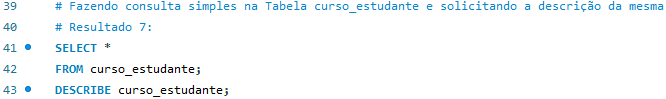 39 # Fazendo consulta simples na Tabela curso_estudante e solicitando a descrição da mesma
40 # Resultado 7:
41 SELECT *
42 FROM curso_estudante;
43 DESCRIBE curso_estudante;